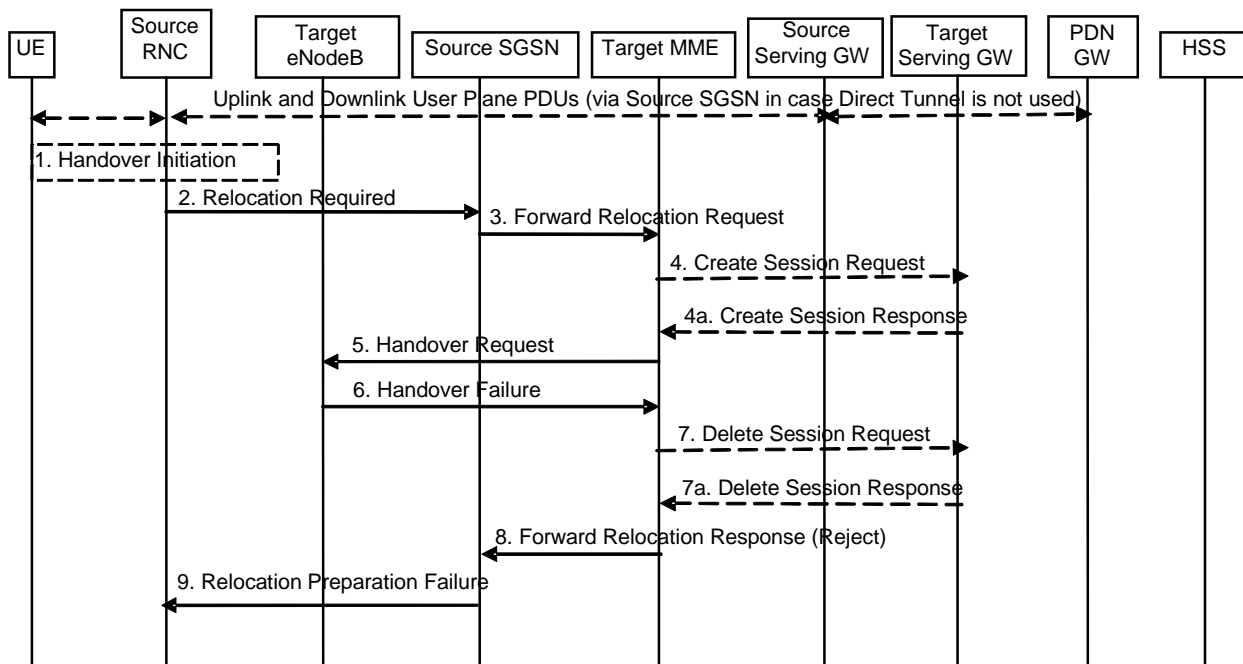 UE
Source
RNC
Target
eNodeB
Source SGSN
Target MME
Source
Serving GW
Target
Serving GW
PDN
GW
HSS
Uplink and Downlink User Plane PDUs (via Source SGSN in case Direct Tunnel is not used)
1. Handover Initiation
2. Relocation Required
3. Forward Relocation Request
4. Create Session Request
4a. Create Session Response
5. Handover Request
6. Handover Failure
7. Delete Session Request
7a. Delete Session Response
8. Forward Relocation Response (Reject)
9. Relocation Preparation Failure